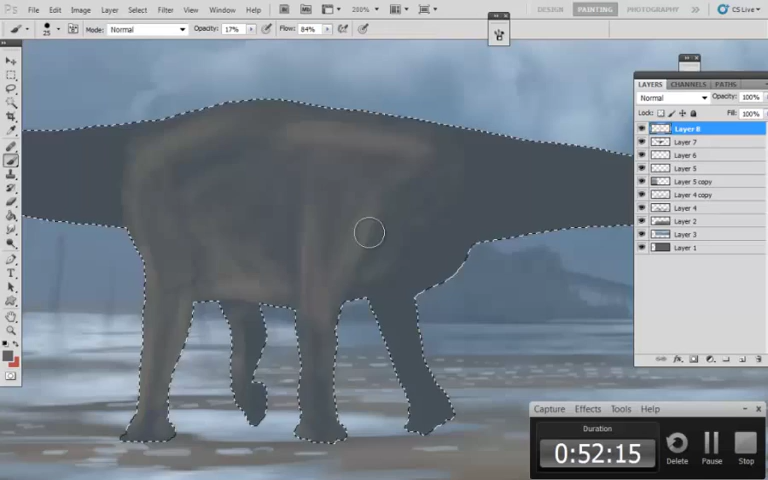 Ps File Edit Image Layer Select Filter View Window Help 200% DESIGN PAINTING PHOTOGRAPHY >> CS Live
25 Mode: Normal Opacity: 17% Flow: 84%
LAYERS CHANNELS PATHS
Normal Opacity: 100%
Lock: Fill: 100%
Layer 8
Layer 7
Layer 6
Layer 5
Layer 5 copy
Layer 4 copy
Layer 4
Layer 2
Layer 3
Layer 1
fx
Capture Effects Tools Help
Duration
0:52:15
Delete Pause Stop